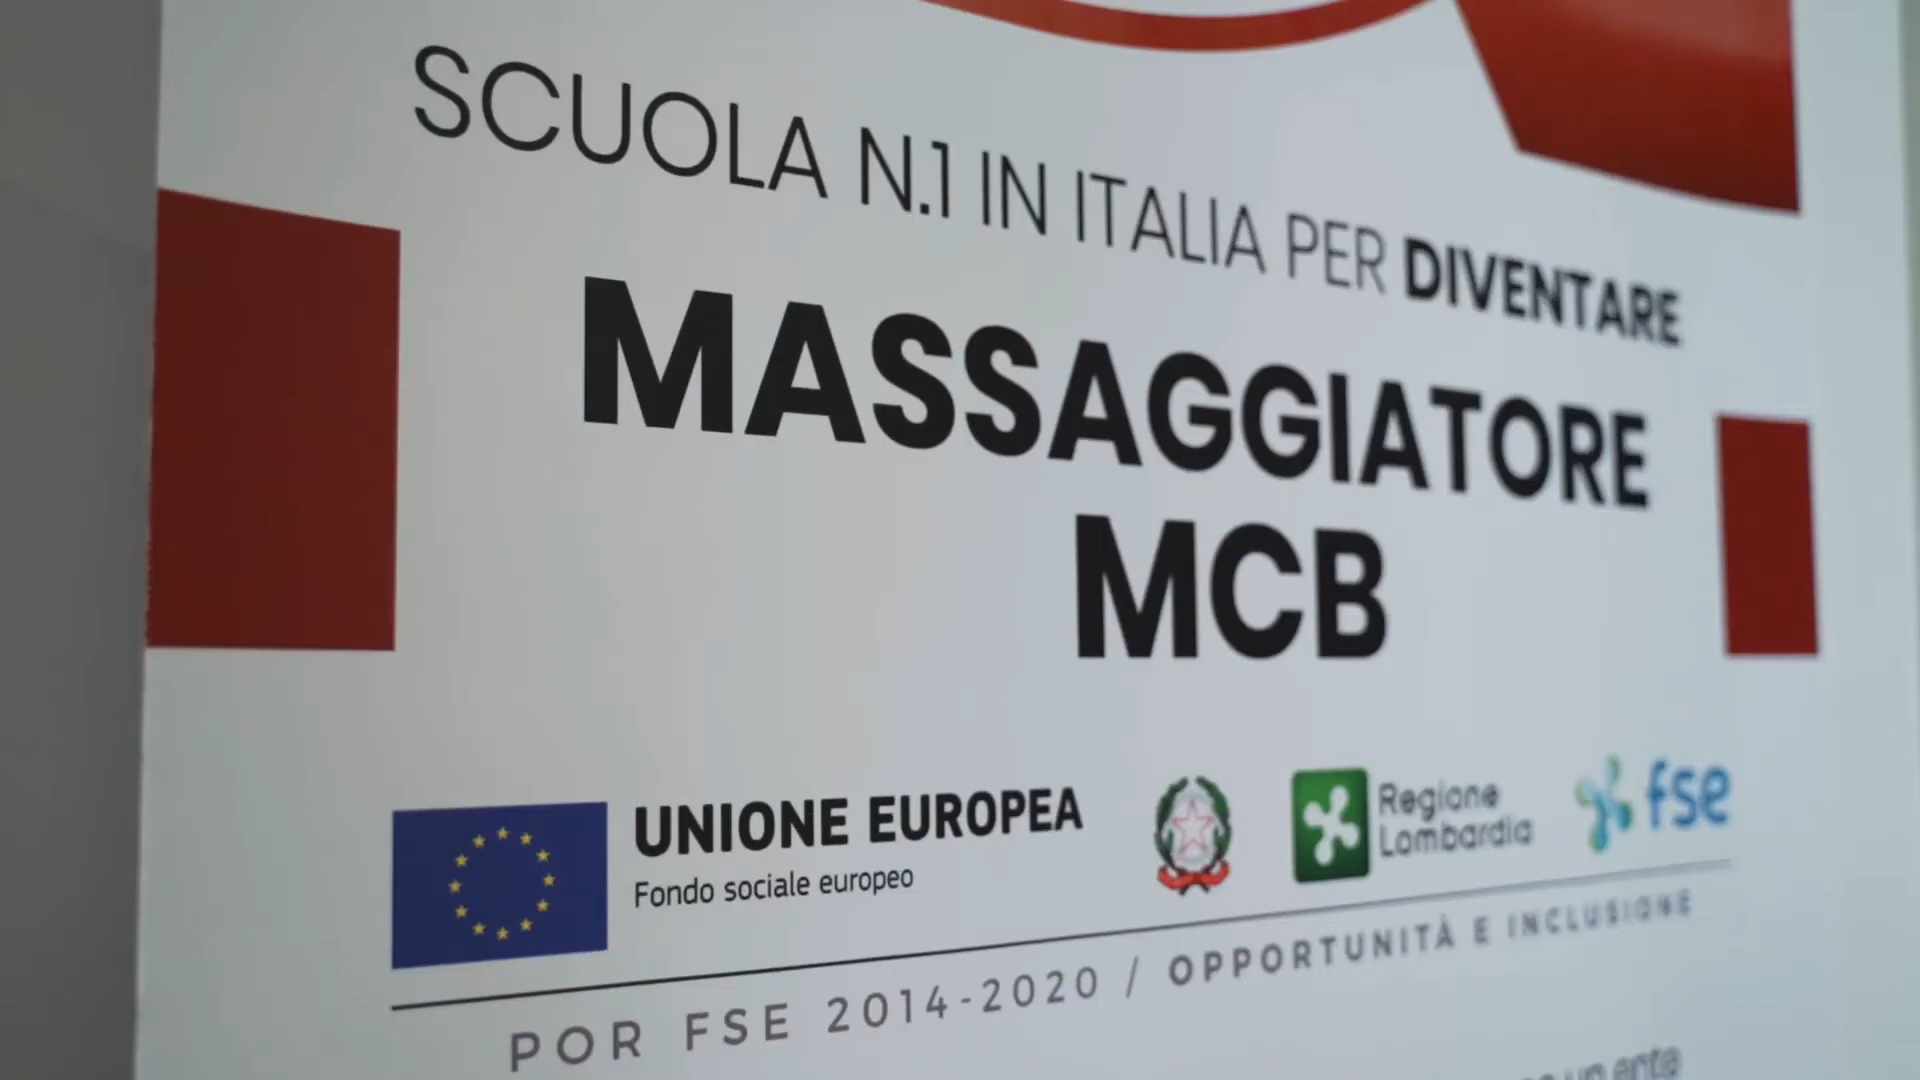 SCUOLA N.1 IN ITALIA PER DIVENTARE
MASSAGGIATORE
MCB
UNIONE EUROPEA
Fondo sociale europeo
Regione
Lombardia
fse
POR FSE 2014-2020 / OPPORTUNITÀ E INCLUSIONE